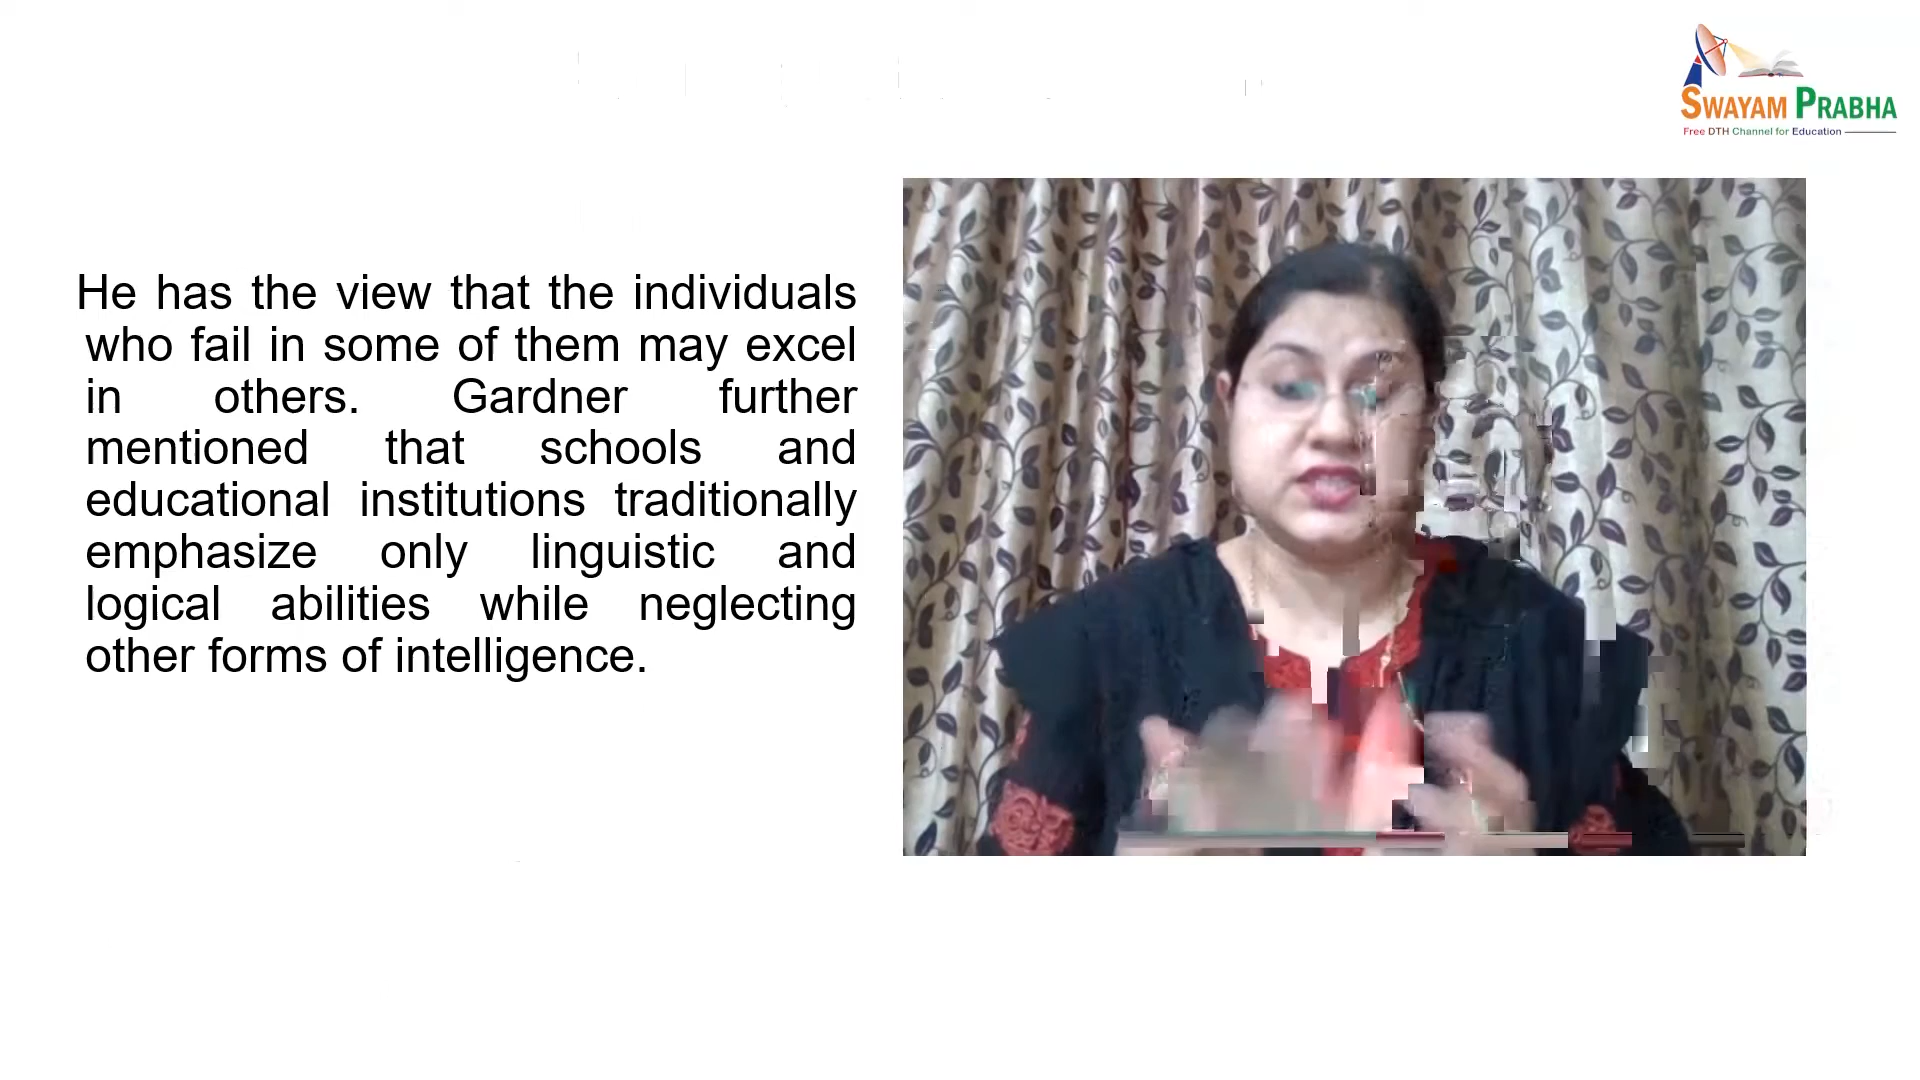 SWAYAM PRABHA
Free DTH Channel for Education
He has the view that the individuals
who fail in some of them may excel
in others. Gardner further
mentioned that schools and
educational institutions traditionally
emphasize only linguistic and
logical abilities while neglecting
other forms of intelligence.